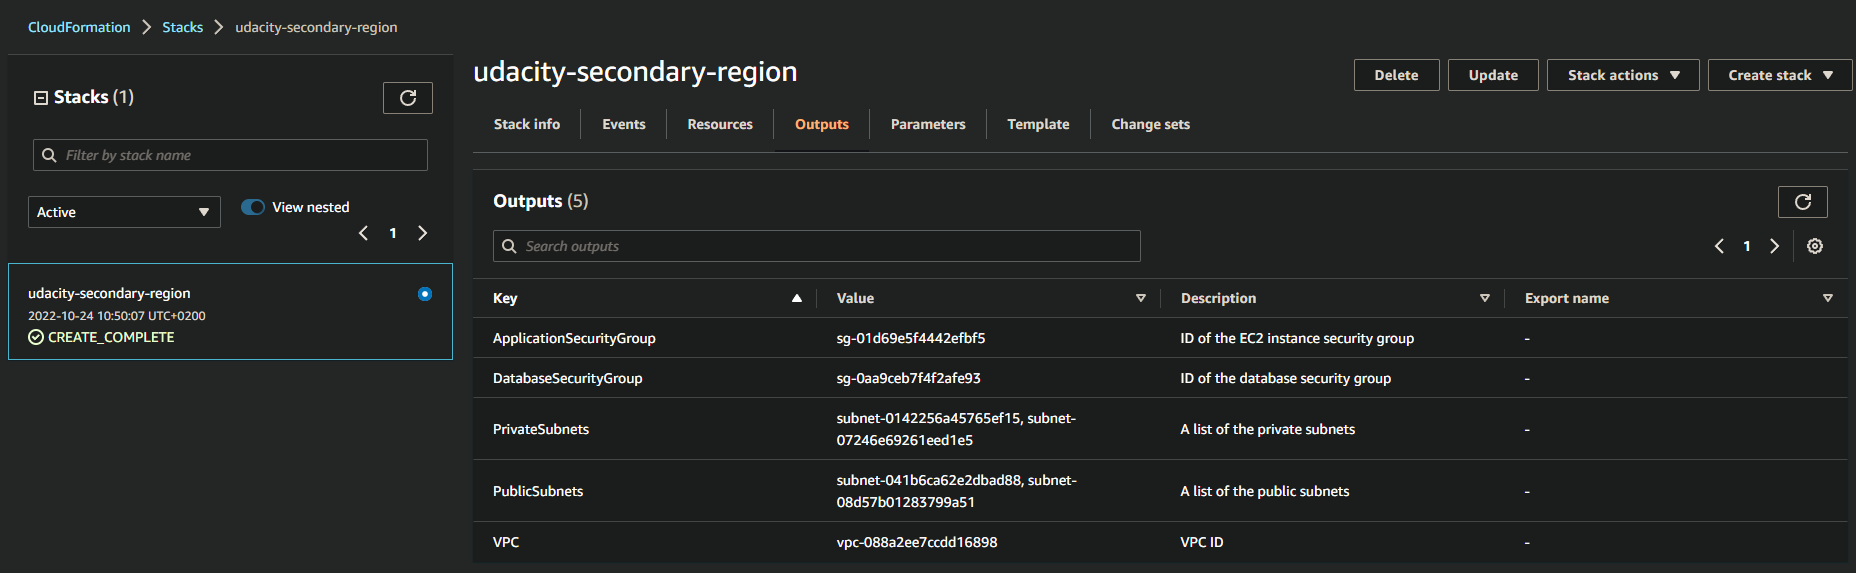 CloudFormation > Stacks > udacity-secondary-region
Stacks (1)
Filter by stack name
Active
View nested
1
udacity-secondary-region
2022-10-24 10:50:07 UTC+0200
CREATE_COMPLETE
udacity-secondary-region
Delete Update Stack actions Create stack
Stack info Events Resources Outputs Parameters Template Change sets
Outputs (5)
Search outputs
1
Key Value Description Export name
ApplicationSecurityGroup sg-01d69e5f4442efbf5 ID of the EC2 instance security group -
DatabaseSecurityGroup sg-0aa9ceb7f4f2afe93 ID of the database security group -
PrivateSubnets subnet-0142256a45765ef15, subnet-
07246e69261eed1e5 A list of the private subnets -
PublicSubnets subnet-041b6ca62e2dbad88, subnet-
08d57b01283799a51 A list of the public subnets -
VPC vpc-088a2ee7ccdd16898 VPC ID -